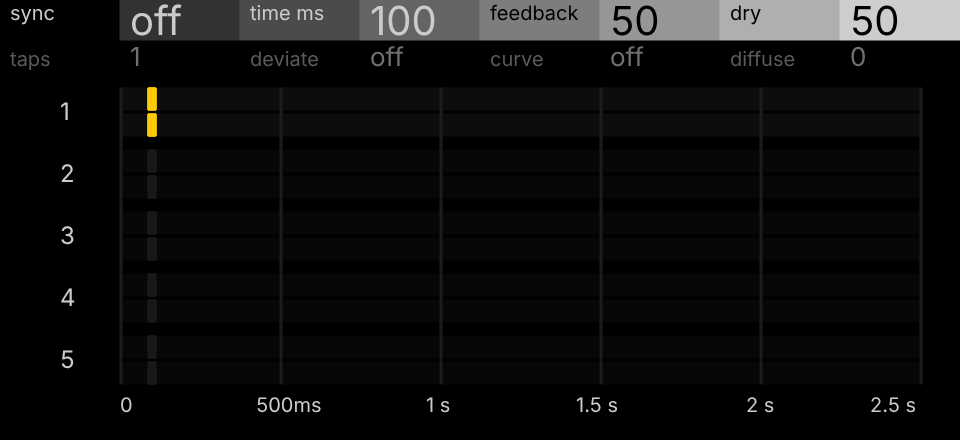 sync off time ms 100 feedback 50 dry 50
taps 1 deviate off curve off diffuse 0
1
2
3
4
5
0 500ms 1 s 1.5 s 2 s 2.5 s